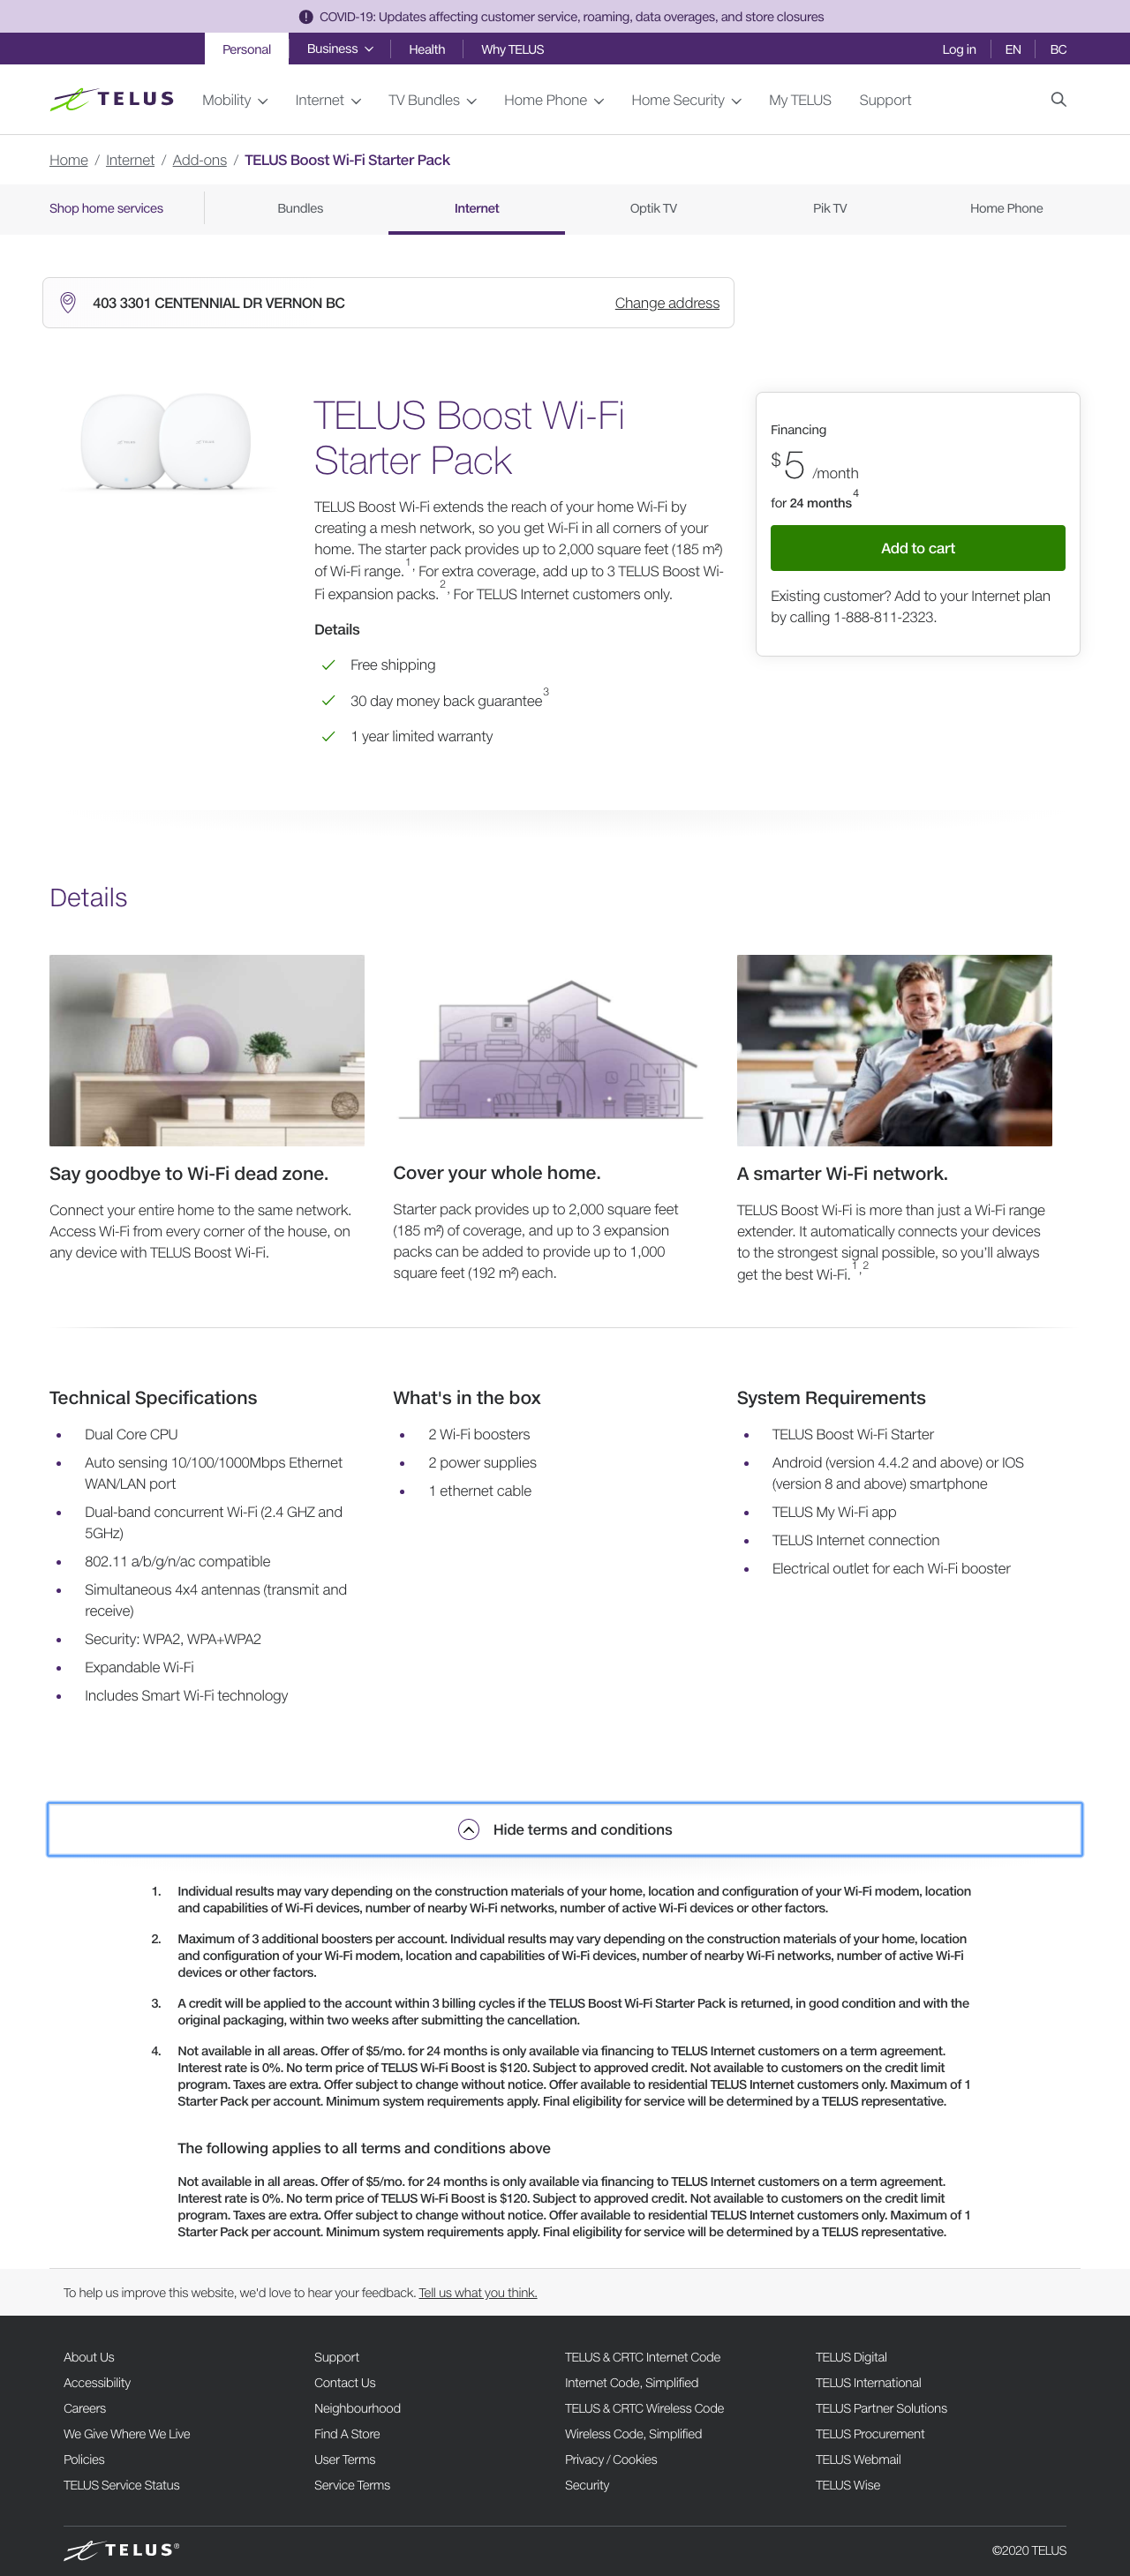 COVID-19: Updates affecting customer service, roaming, data overages, and store closures
Personal Business Health Why TELUS Log in EN BC
TELUS Mobility Internet TV Bundles Home Phone Home Security My TELUS Support
Home / Internet / Add-ons / TELUS Boost Wi-Fi Starter Pack
Shop home services Bundles Internet Optik TV Pik TV Home Phone
403 3301 CENTENNIAL DR VERNON BC Change address
TELUS Boost Wi-Fi
Starter Pack
TELUS Boost Wi-Fi extends the reach of your home Wi-Fi by
creating a mesh network, so you get Wi-Fi in all corners of your
home. The starter pack provides up to 2,000 square feet (185 m²)
of Wi-Fi range.1, For extra coverage, add up to 3 TELUS Boost Wi-
Fi expansion packs.2, For TELUS Internet customers only.
Details
Free shipping
30 day money back guarantee3
1 year limited warranty
Financing
$5 /month
for 24 months4
Add to cart
Existing customer? Add to your Internet plan
by calling 1-888-811-2323.
Details
Say goodbye to Wi-Fi dead zone.
Connect your entire home to the same network.
Access Wi-Fi from every corner of the house, on
any device with TELUS Boost Wi-Fi.
Cover your whole home.
Starter pack provides up to 2,000 square feet
(185 m²) of coverage, and up to 3 expansion
packs can be added to provide up to 1,000
square feet (192 m²) each.
A smarter Wi-Fi network.
TELUS Boost Wi-Fi is more than just a Wi-Fi range
extender. It automatically connects your devices
to the strongest signal possible, so you'll always
get the best Wi-Fi.1,2
Technical Specifications
Dual Core CPU
Auto sensing 10/100/1000Mbps Ethernet
WAN/LAN port
Dual-band concurrent Wi-Fi (2.4 GHZ and
5GHz)
802.11 a/b/g/n/ac compatible
Simultaneous 4x4 antennas (transmit and
receive)
Security: WPA2, WPA+WPA2
Expandable Wi-Fi
Includes Smart Wi-Fi technology
What's in the box
2 Wi-Fi boosters
2 power supplies
1 ethernet cable
System Requirements
TELUS Boost Wi-Fi Starter
Android (version 4.4.2 and above) or IOS
(version 8 and above) smartphone
TELUS My Wi-Fi app
TELUS Internet connection
Electrical outlet for each Wi-Fi booster
Hide terms and conditions
1. Individual results may vary depending on the construction materials of your home, location and configuration of your Wi-Fi modem, location
and capabilities of Wi-Fi devices, number of nearby Wi-Fi networks, number of active Wi-Fi devices or other factors.
2. Maximum of 3 additional boosters per account. Individual results may vary depending on the construction materials of your home, location
and configuration of your Wi-Fi modem, location and capabilities of Wi-Fi devices, number of nearby Wi-Fi networks, number of active Wi-Fi
devices or other factors.
3. A credit will be applied to the account within 3 billing cycles if the TELUS Boost Wi-Fi Starter Pack is returned, in good condition and with the
original packaging, within two weeks after submitting the cancellation.
4. Not available in all areas. Offer of $5/mo. for 24 months is only available via financing to TELUS Internet customers on a term agreement.
Interest rate is 0%. No term price of TELUS Wi-Fi Boost is $120. Subject to approved credit. Not available to customers on the credit limit
program. Taxes are extra. Offer subject to change without notice. Offer available to residential TELUS Internet customers only. Maximum of 1
Starter Pack per account. Minimum system requirements apply. Final eligibility for service will be determined by a TELUS representative.
The following applies to all terms and conditions above
Not available in all areas. Offer of $5/mo. for 24 months is only available via financing to TELUS Internet customers on a term agreement.
Interest rate is 0%. No term price of TELUS Wi-Fi Boost is $120. Subject to approved credit. Not available to customers on the credit limit
program. Taxes are extra. Offer subject to change without notice. Offer available to residential TELUS Internet customers only. Maximum of 1
Starter Pack per account. Minimum system requirements apply. Final eligibility for service will be determined by a TELUS representative.
To help us improve this website, we'd love to hear your feedback. Tell us what you think.
About Us
Accessibility
Careers
We Give Where We Live
Policies
TELUS Service Status
Support
Contact Us
Neighbourhood
Find A Store
User Terms
Service Terms
TELUS & CRTC Internet Code
Internet Code, Simplified
TELUS & CRTC Wireless Code
Wireless Code, Simplified
Privacy / Cookies
Security
TELUS Digital
TELUS International
TELUS Partner Solutions
TELUS Procurement
TELUS Webmail
TELUS Wise
TELUS® ©2020 TELUS